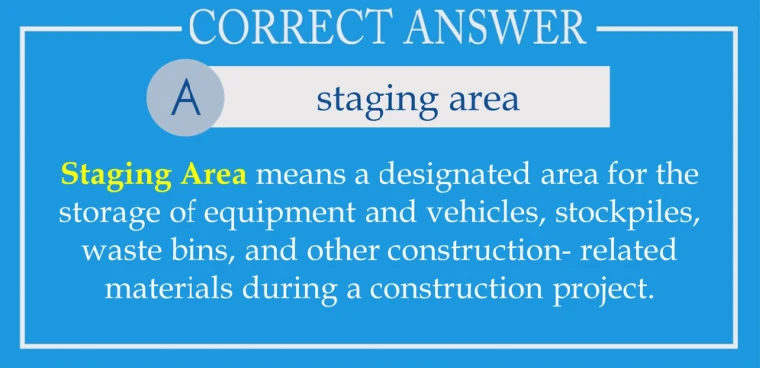 CORRECT ANSWER
A
staging area
Staging Area means a designated area for the
storage of equipment and vehicles, stockpiles,
waste bins, and other construction- related
materials during a construction project.